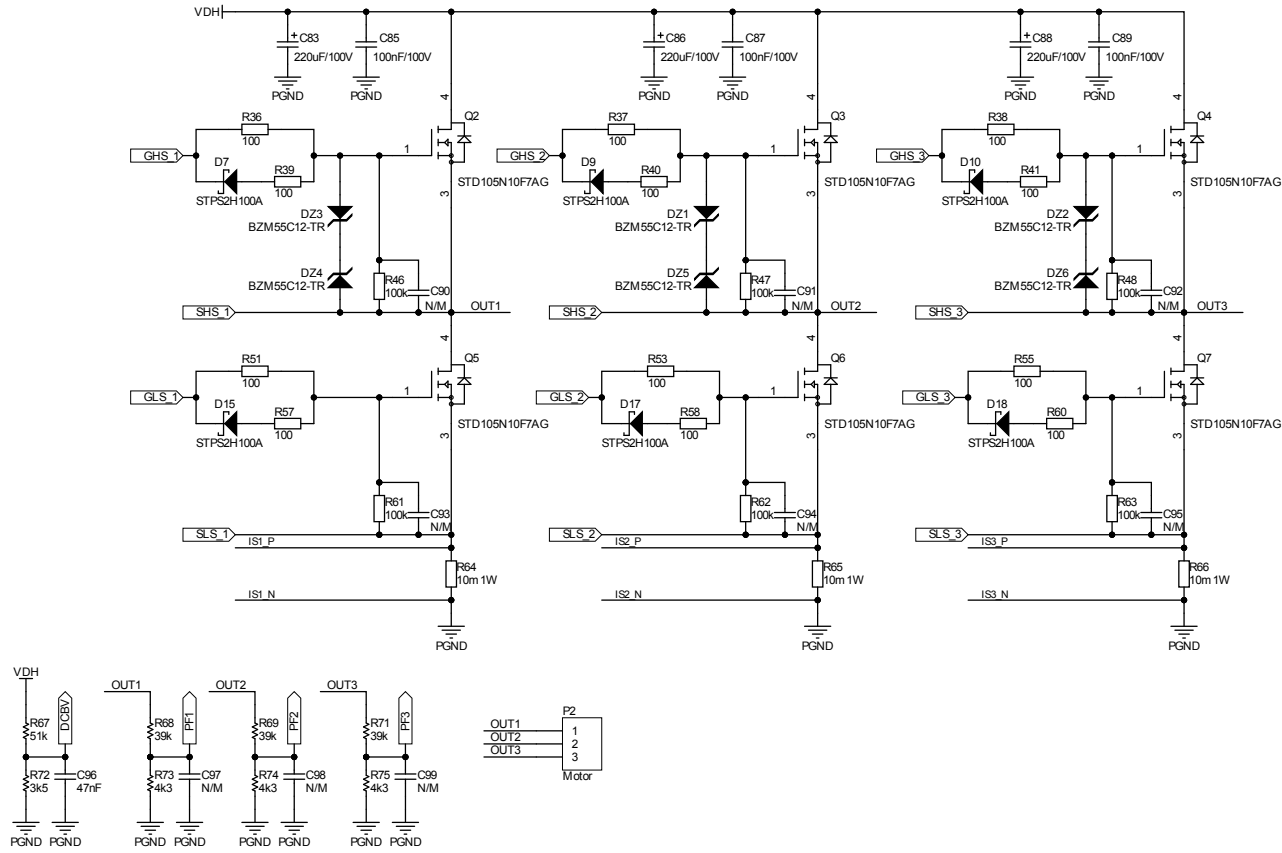 VDH
C83
220uF/100V
PGND
C85
100nF/100V
PGND
C86
220uF/100V
PGND
C87
100nF/100V
PGND
C88
220uF/100V
PGND
C89
100nF/100V
PGND
GHS_1
R36
100
D7
STPS2H100A
R39
100
1
4
3
Q2
STD105N10F7AG
DZ3
BZM55C12-TR
DZ4
BZM55C12-TR
R46
100k
C90
N/M
SHS_1
OUT1
GHS_2
R37
100
D9
STPS2H100A
R40
100
1
4
3
Q3
STD105N10F7AG
DZ1
BZM55C12-TR
DZ5
BZM55C12-TR
R47
100k
C91
N/M
SHS_2
OUT2
GHS_3
R38
100
D10
STPS2H100A
R41
100
1
4
3
Q4
STD105N10F7AG
DZ2
BZM55C12-TR
DZ6
BZM55C12-TR
R48
100k
C92
N/M
SHS_3
OUT3
GLS_1
R51
100
D15
STPS2H100A
R57
100
1
4
3
Q5
STD105N10F7AG
R61
100k
C93
N/M
SLS_1
IS1_P
R64
10m 1W
IS1_N
PGND
GLS_2
R53
100
D17
STPS2H100A
R58
100
1
4
3
Q6
STD105N10F7AG
R62
100k
C94
N/M
SLS_2
IS2_P
R65
10m 1W
IS2_N
PGND
GLS_3
R55
100
D18
STPS2H100A
R60
100
1
4
3
Q7
STD105N10F7AG
R63
100k
C95
N/M
SLS_3
IS3_P
R66
10m 1W
IS3_N
PGND
VDH
R67
51k
DCBV
R72
3k5
C96
47nF
PGND
PGND
OUT1
R68
39k
PF1
R73
4k3
C97
N/M
PGND
PGND
OUT2
R69
39k
PF2
R74
4k3
C98
N/M
PGND
PGND
OUT3
R71
39k
PF3
R75
4k3
C99
N/M
PGND
PGND
P2
OUT1
1
OUT2
2
OUT3
3
Motor